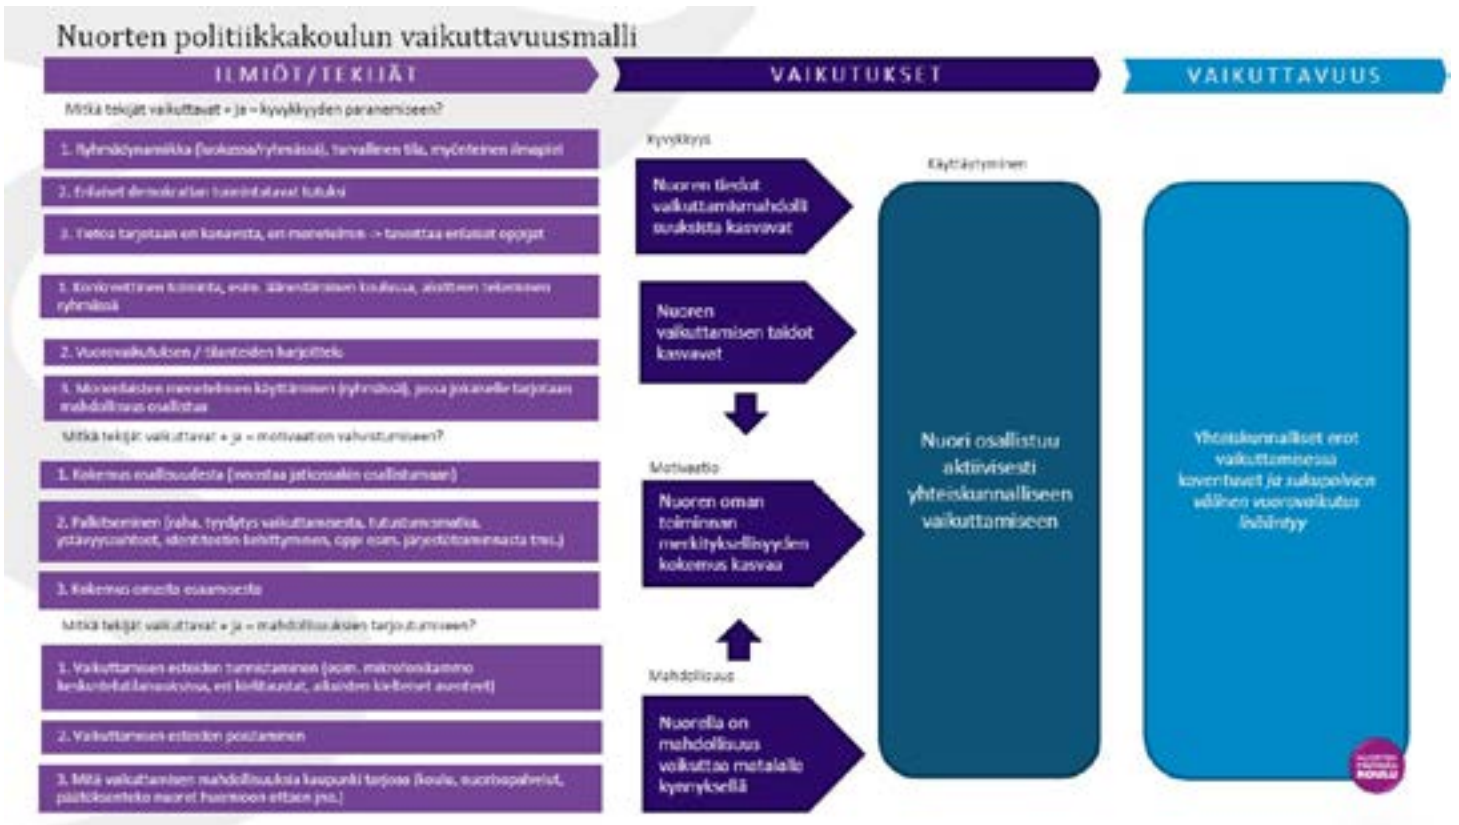 Nuorten politiikkakoulun vaikuttavuusmalli
ILMIÖT/TEKIJÄT
VAIKUTUKSET
VAIKUTTAVUUS
Mitkä tekijät vaikuttavat + ja – kyvykkyyden paranemiseen?
1. Ryhmädynamiikka (luokassa/ryhmässä), turvallinen tila, myönteinen ilmapiiri
2. Erilaiset demokratian toimintatavat tutuksi
3. Tietoa tarjotaan eri kanavista, eri menetelmin -> tavoittaa erilaiset oppijat
1. Konkreettinen toiminta, esim. äänestäminen koulussa, aloitteen tekeminen
ryhmässä
2. Vuorovaikutuksen / tilanteiden harjoittelu
3. Monenlaisten menetelmien käyttäminen (ryhmässä), jossa jokaiselle tarjotaan
mahdollisuus osallistua
Mitkä tekijät vaikuttavat + ja – motivaation vahvistumiseen?
1. Kokemus osallisuudesta (innostaa jatkossakin osallistumaan)
2. Palkitseminen (raha, tyydytys vaikuttamisesta, tutustumismatka,
ystävyyssuhteet, identiteetin kehittyminen, oppi esim. järjestötoiminnasta tms.)
3. Kokemus omasta osaamisesta
Mitkä tekijät vaikuttavat + ja – mahdollisuuksien tarjoutumiseen?
1. Vaikuttamisen esteiden tunnistaminen (esim. mikrofonikammo
keskustelutilaisuuksissa, eri kielitaustat, aikuisten kielteiset asenteet)
2. Vaikuttamisen esteiden poistaminen
3. Mitä vaikuttamisen mahdollisuuksia kaupunki tarjoaa (koulu, nuorisopalvelut,
päätöksenteko nuoret huomioon ottaen jne.)
Kyvykkyys
Nuoren tiedot
vaikuttamismahdolli
suuksista kasvavat
Nuoren
vaikuttamisen taidot
kasvavat
Motivaatio
Nuoren oman
toiminnan
merkityksellisyyden
kokemus kasvaa
Mahdollisuus
Nuorella on
mahdollisuus
vaikuttaa matalalla
kynnyksellä
Käyttäytyminen
Nuori osallistuu
aktiivisesti
yhteiskunnalliseen
vaikuttamiseen
Yhteiskunnalliset erot
vaikuttamisessa
kaventuvat ja sukupolvien
välinen vuorovaikutus
lisääntyy
NUORTEN
POLITIIKKA
KOULU